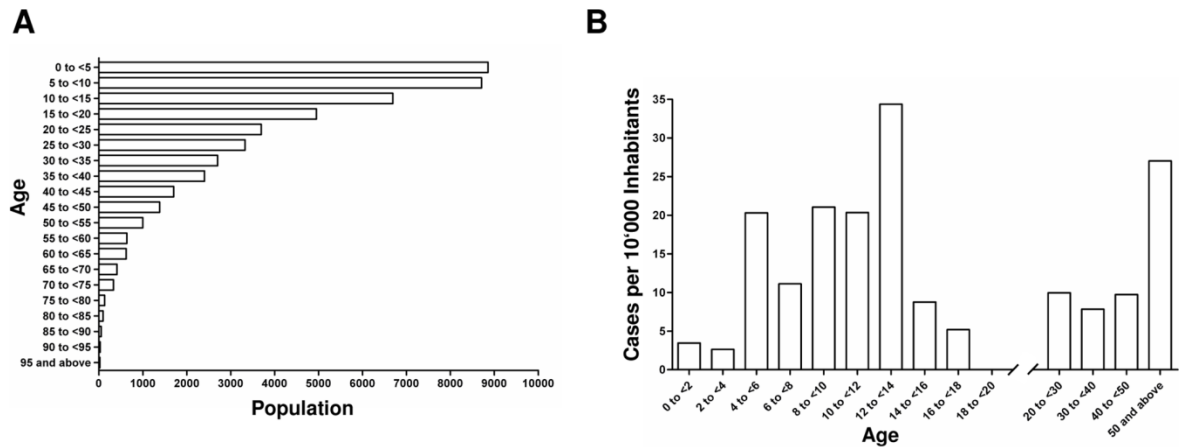 A
0 to <5
5 to <10
10 to <15
15 to <20
20 to <25
25 to <30
30 to <35
35 to <40
40 to <45
45 to <50
50 to <55
55 to <60
60 to <65
65 to <70
70 to <75
75 to <80
80 to <85
85 to <90
90 to <95
95 and above
Age
0 1000 2000 3000 4000 5000 6000 7000 8000 9000 10000
Population
B
Cases per 10‘000 Inhabitants
35
30
25
20
15
10
5
0
0 to <2
2 to <4
4 to <6
6 to <8
8 to <10
10 to <12
12 to <14
14 to <16
16 to <18
18 to <20
20 to <30
30 to <40
40 to <50
50 and above
Age